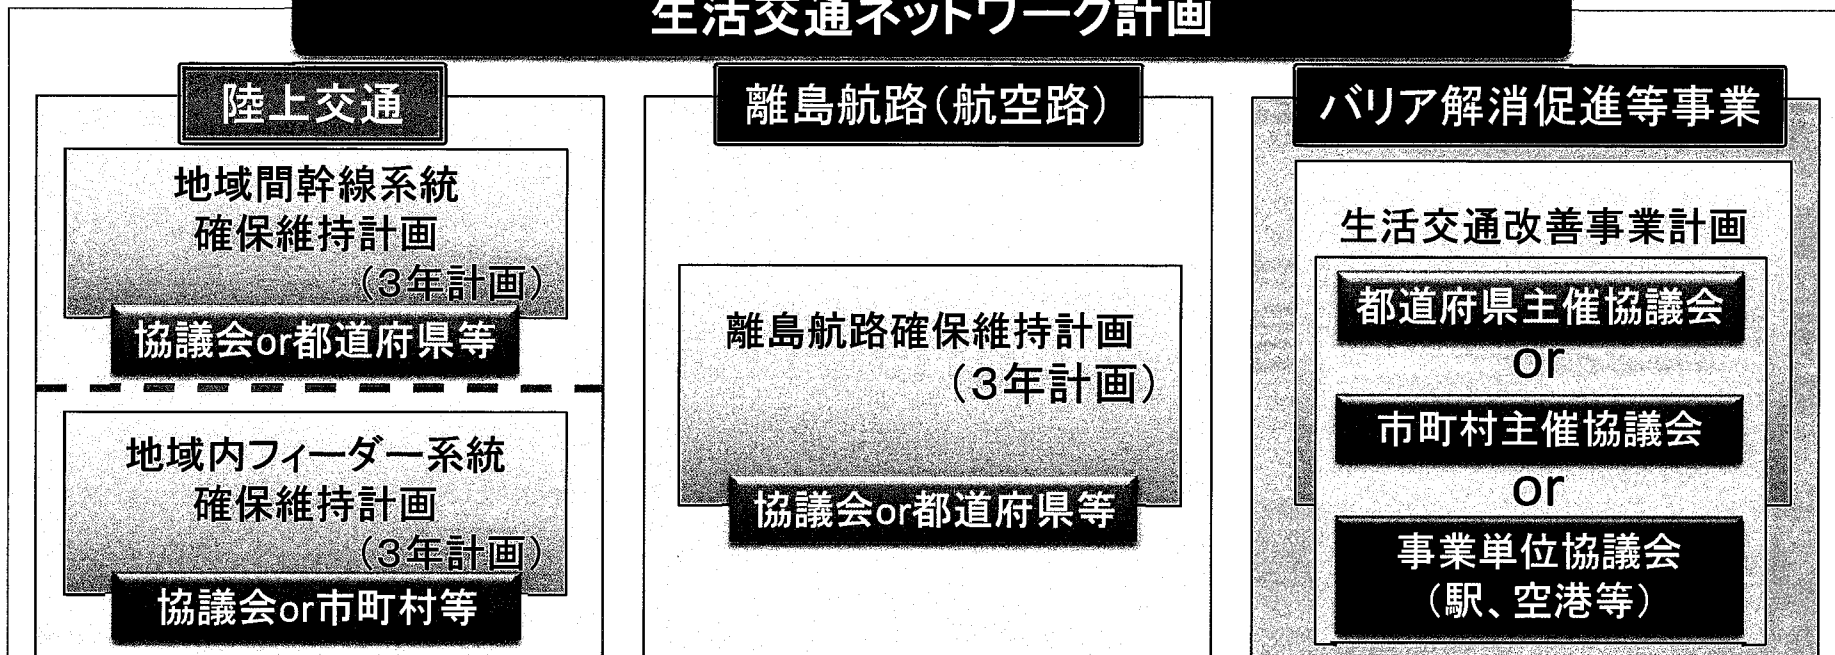 生活交通ネットワーク計画
陸上交通
地域間幹線系統
確保維持計画
(3年計画)
協議会or都道府県等
地域内フィーダー系統
確保維持計画
(3年計画)
協議会or市町村等
離島航路(航空路)
離島航路確保維持計画
(3年計画)
協議会or都道府県等
バリア解消促進等事業
生活交通改善事業計画
都道府県主催協議会
or
市町村主催協議会
or
事業単位協議会
(駅、空港等)